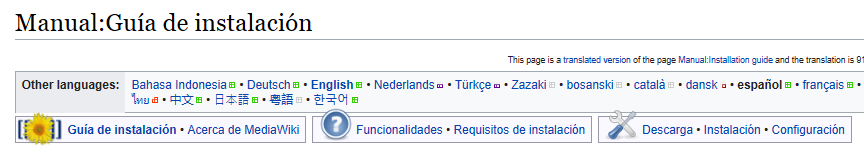 Manual:Guía de instalación
This page is a translated version of the page Manual:Installation guide and the translation is 91
Other languages: Bahasa Indonesia • Deutsch • English • Nederlands • Türkçe • Zazaki • bosanski • català • dansk • español • français •
ไทย • 中文 • 日本語 • 粵語 • 한국어
Guía de instalación • Acerca de MediaWiki Funcionalidades • Requisitos de instalación Descarga • Instalación • Configuración